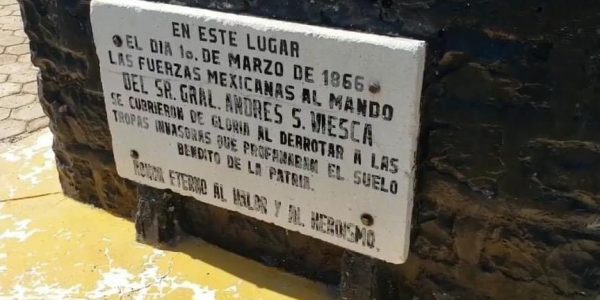 EN ESTE LUGAR
EL DIA 1o. DE MARZO DE 1866
LAS FUERZAS MEXICANAS AL MANDO
DEL SR. GRAL. ANDRES S. VIESCA
SE CUBRIERON DE GLORIA AL DERROTAR A LAS
TROPAS INVASORAS QUE PROFANABAN EL SUELO
BENDITO DE LA PATRIA.
HONOR ETERNO AL VALOR Y AL HEROISMO.